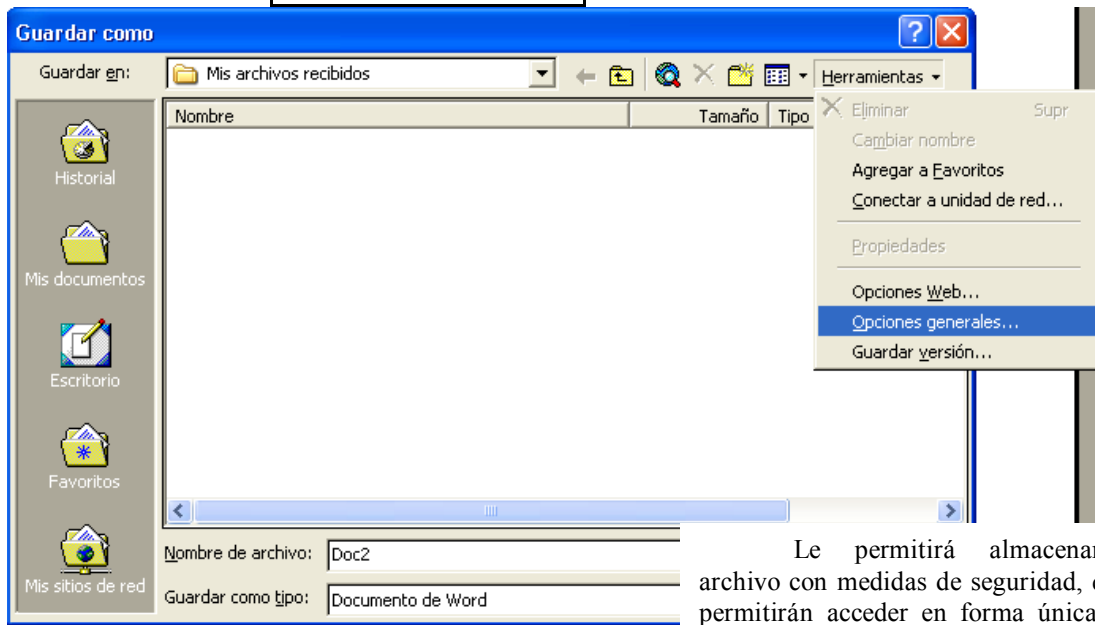 Guardar como
Guardar en:
Mis archivos recibidos
Herramientas
Nombre
Tamaño
Tipo
Eliminar Supr
Cambiar nombre
Agregar a Favoritos
Conectar a unidad de red...
Propiedades
Opciones Web...
Opciones generales...
Guardar versión...
Historial
Mis documentos
Escritorio
Favoritos
Mis sitios de red
Nombre de archivo: Doc2
Guardar como tipo: Documento de Word
Le permitirá almacenar
archivo con medidas de seguridad,
permitirán acceder en forma única